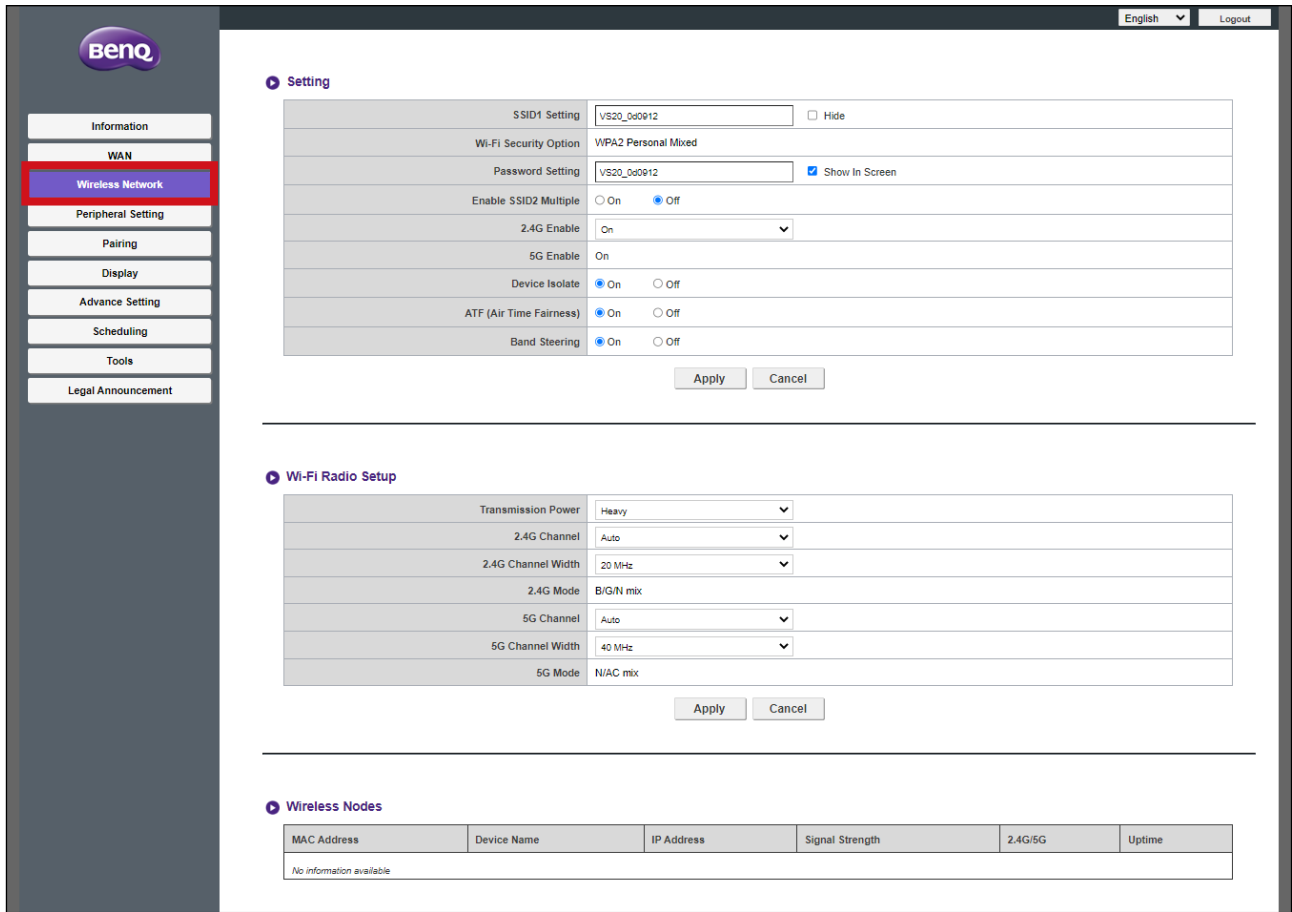 English Logout
BenQ
Information
WAN
Wireless Network
Peripheral Setting
Pairing
Display
Advance Setting
Scheduling
Tools
Legal Announcement
Setting
SSID1 Setting VS20_0d0912 Hide
Wi-Fi Security Option WPA2 Personal Mixed
Password Setting VS20_0d0912 Show In Screen
Enable SSID2 Multiple On Off
2.4G Enable On
5G Enable On
Device Isolate On Off
ATF (Air Time Fairness) On Off
Band Steering On Off
Apply Cancel
Wi-Fi Radio Setup
Transmission Power Heavy
2.4G Channel Auto
2.4G Channel Width 20 MHz
2.4G Mode B/G/N mix
5G Channel Auto
5G Channel Width 40 MHz
5G Mode N/AC mix
Apply Cancel
Wireless Nodes
MAC Address Device Name IP Address Signal Strength 2.4G/5G Uptime
No information available